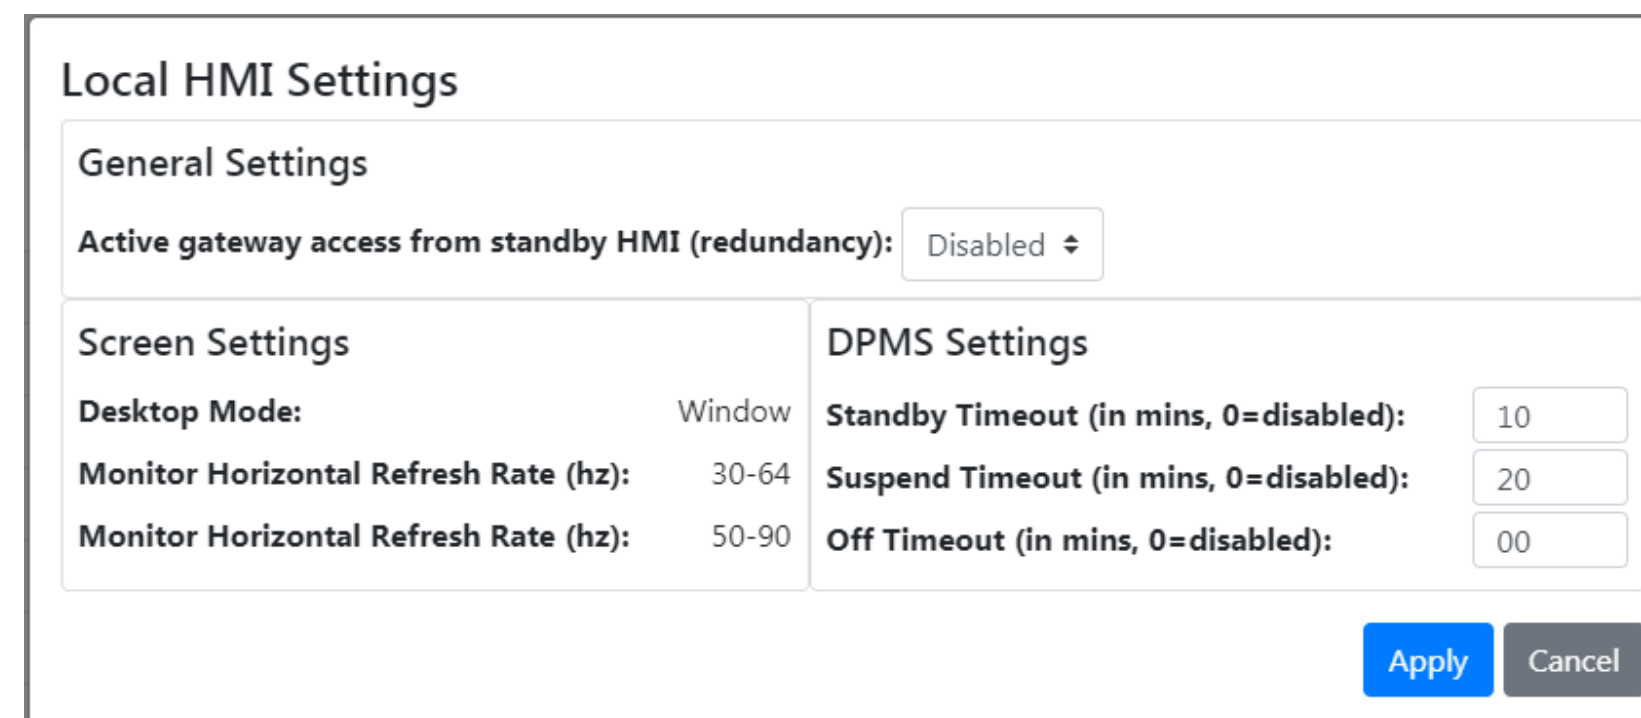 Local HMI Settings
General Settings
Active gateway access from standby HMI (redundancy): Disabled
Screen Settings
Desktop Mode: Window
Monitor Horizontal Refresh Rate (hz): 30-64
Monitor Horizontal Refresh Rate (hz): 50-90
DPMS Settings
Standby Timeout (in mins, 0=disabled): 10
Suspend Timeout (in mins, 0=disabled): 20
Off Timeout (in mins, 0=disabled): 00
Apply Cancel